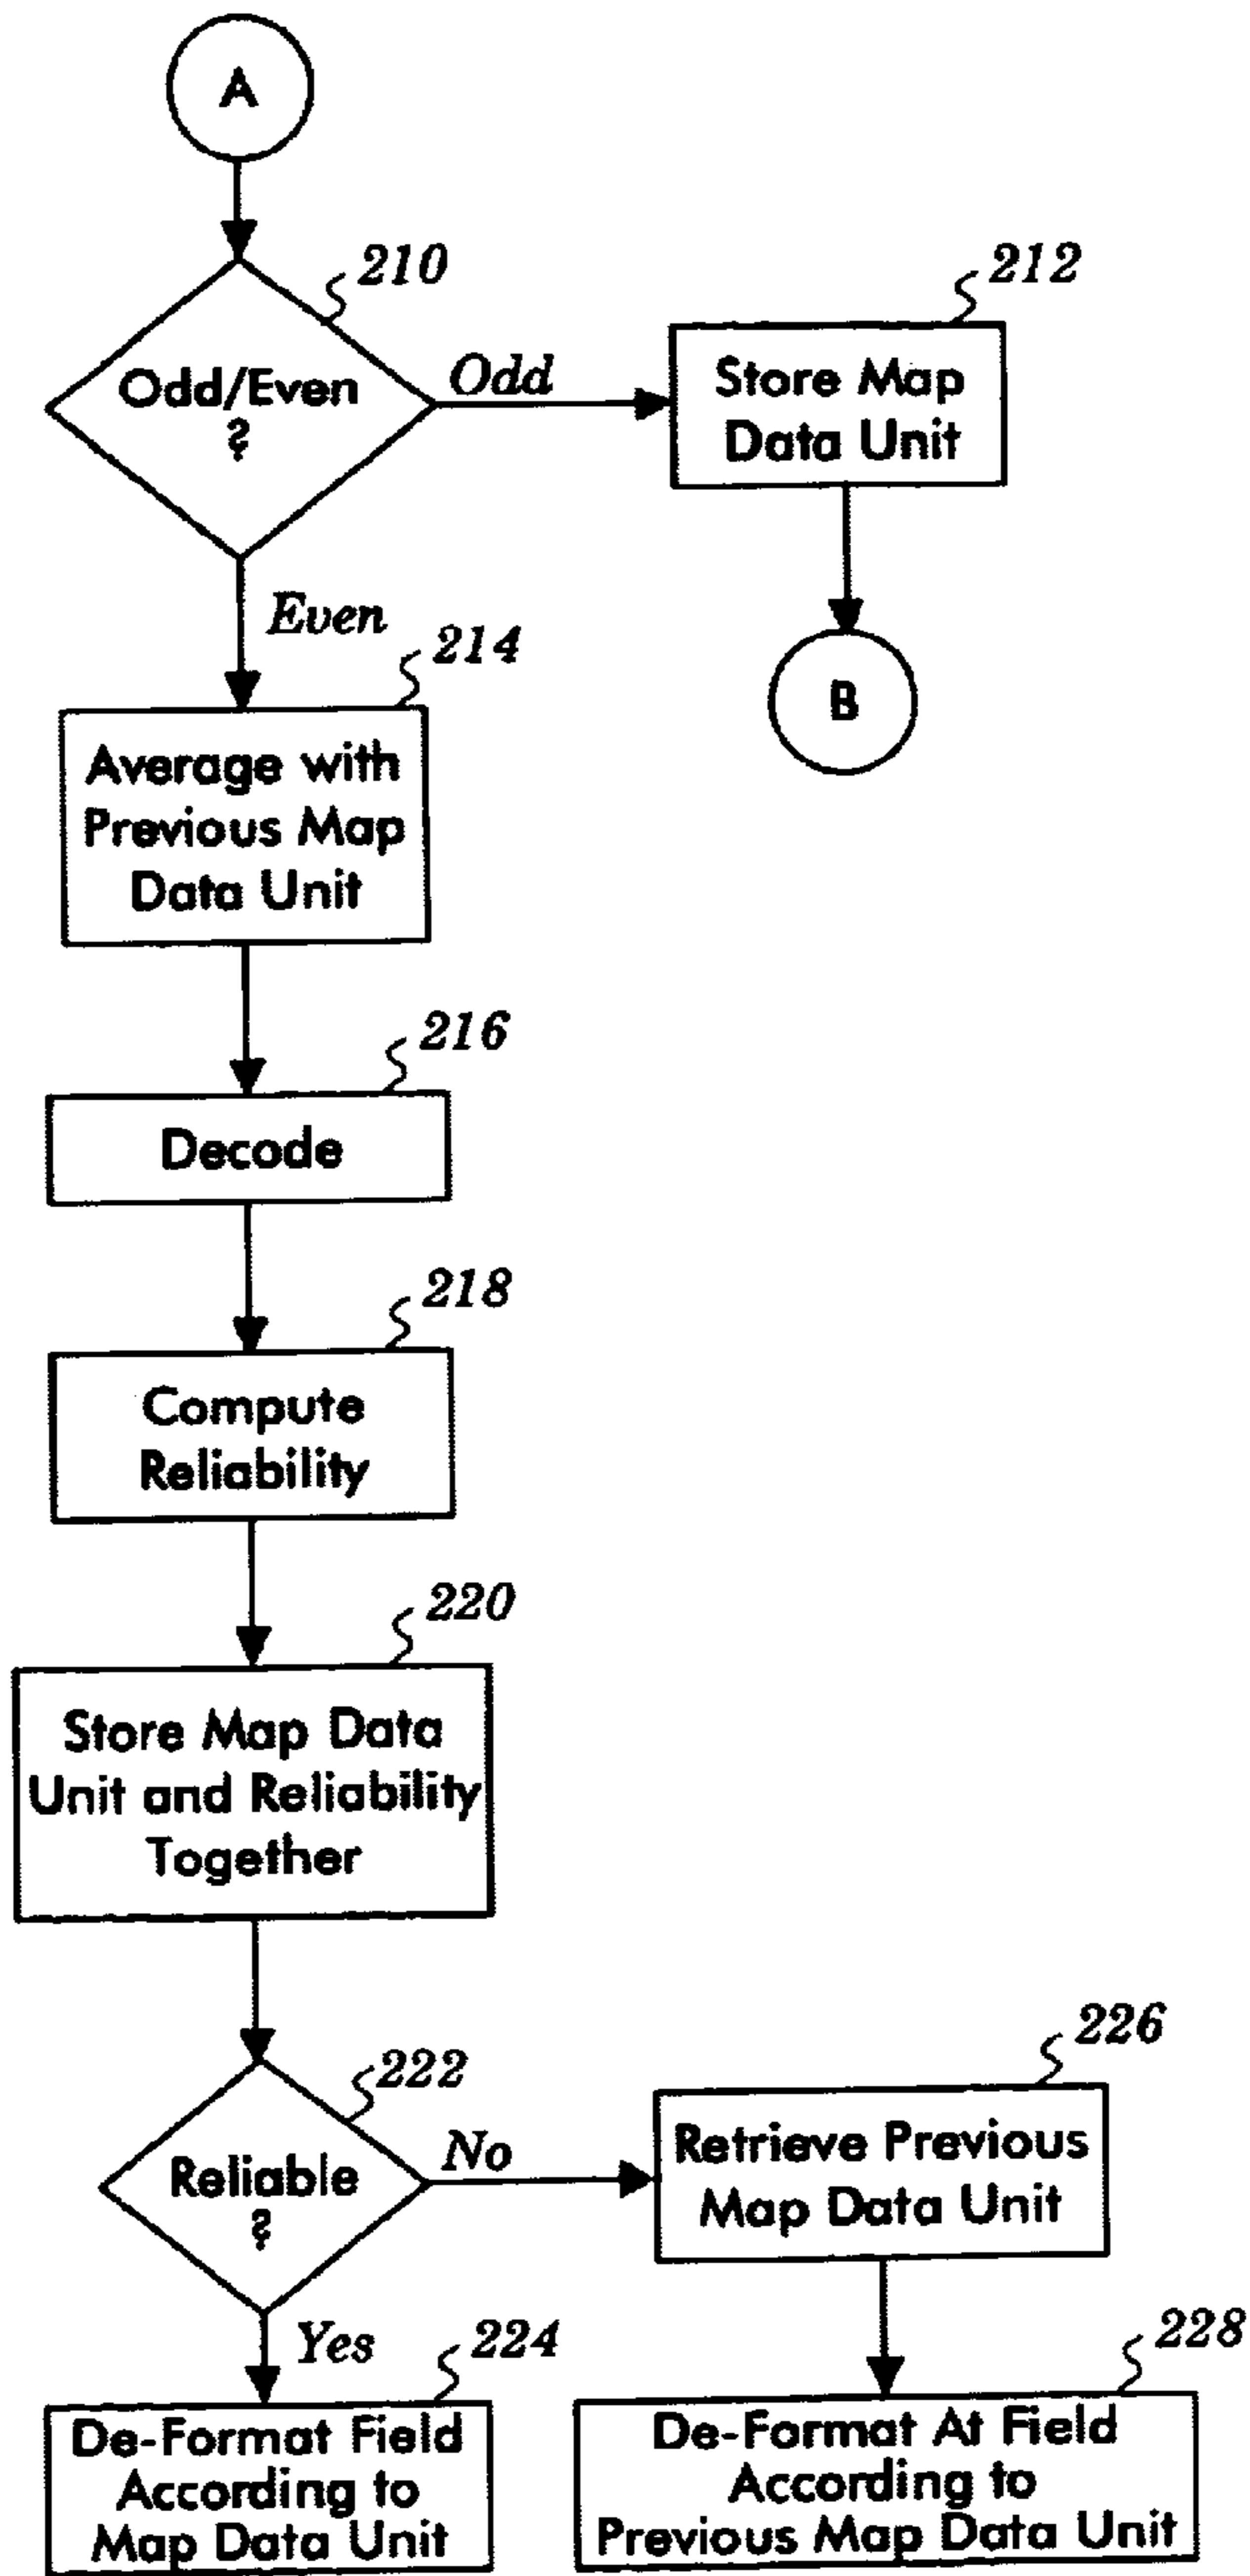 A
210
Odd/Even
?
Odd
212
Store Map
Data Unit
B
Even
214
Average with
Previous Map
Data Unit
216
Decode
218
Compute
Reliability
220
Store Map Data
Unit and Reliability
Together
222
Reliable
?
No
226
Retrieve Previous
Map Data Unit
Yes
224
De-Format Field
According to
Map Data Unit
228
De-Format At Field
According to
Previous Map Data Unit